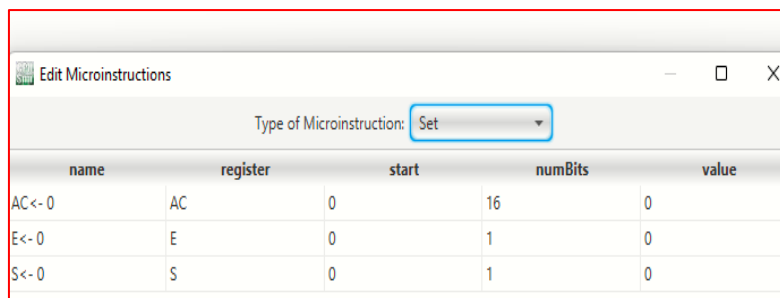 Edit Microinstructions
Type of Microinstruction: Set
name register start numBits value
AC<- 0 AC 0 16 0
E<- 0 E 0 1 0
S<- 0 S 0 1 0